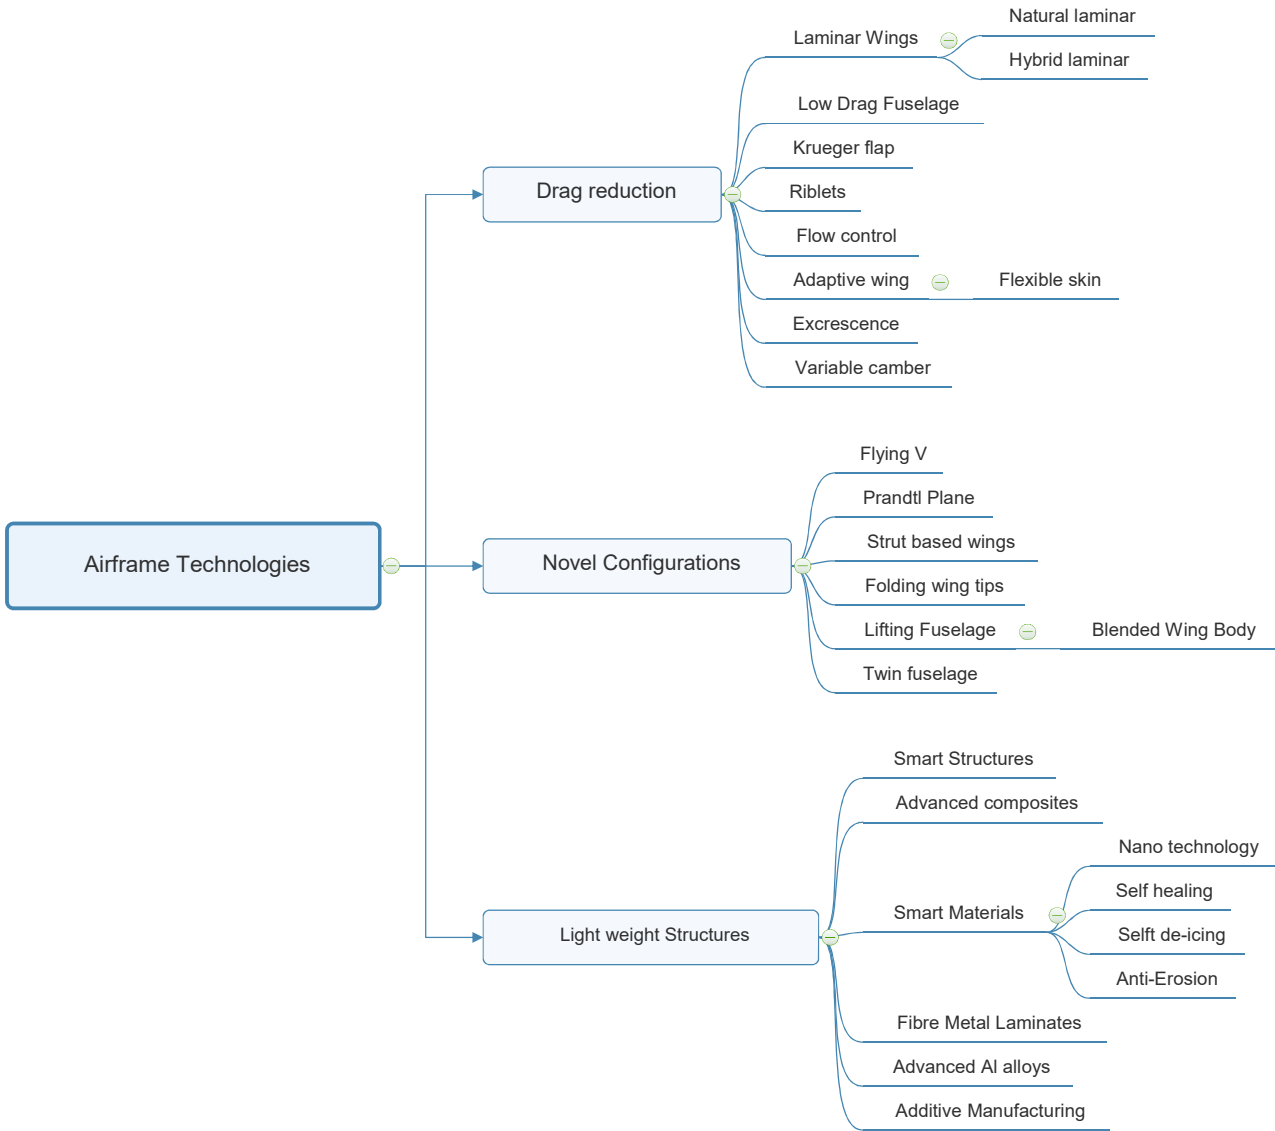 Airframe Technologies
Drag reduction
Laminar Wings
Natural laminar
Hybrid laminar
Low Drag Fuselage
Krueger flap
Riblets
Flow control
Adaptive wing
Flexible skin
Excrescence
Variable camber
Novel Configurations
Flying V
Prandtl Plane
Strut based wings
Folding wing tips
Lifting Fuselage
Blended Wing Body
Twin fuselage
Light weight Structures
Smart Structures
Advanced composites
Smart Materials
Nano technology
Self healing
Selft de-icing
Anti-Erosion
Fibre Metal Laminates
Advanced Al alloys
Additive Manufacturing